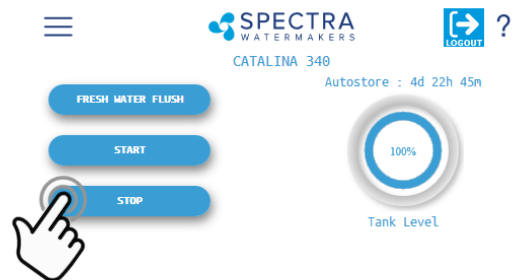 SPECTRA
WATERMAKERS
LOGOUT
?
CATALINA 340
Autostore : 4d 22h 45m
FRESH WATER FLUSH
START
100%
STOP
Tank Level